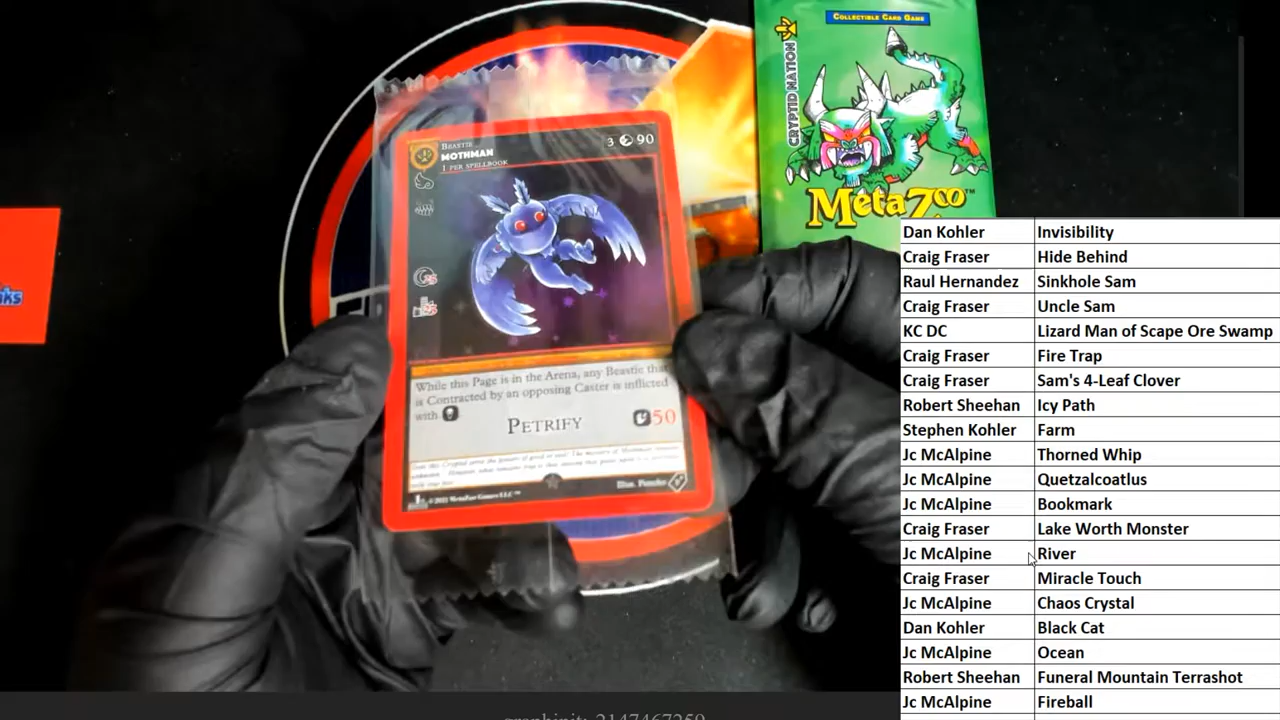 COLLECTIBLE CARD GAME
CRYPTID NATION
METAZOO™
BEASTIE
MOTHMAN
1 PER SPELLBOOK
3 90
While this Page is in the Arena, any Beastie that
is Contracted by an opposing Caster is inflicted
with
PETRIFY
50
©2021 MetaZoo Games LLC™
Dan Kohler Invisibility
Craig Fraser Hide Behind
Raul Hernandez Sinkhole Sam
Craig Fraser Uncle Sam
KC DC Lizard Man of Scape Ore Swamp
Craig Fraser Fire Trap
Craig Fraser Sam's 4-Leaf Clover
Robert Sheehan Icy Path
Stephen Kohler Farm
Jc McAlpine Thorned Whip
Jc McAlpine Quetzalcoatlus
Jc McAlpine Bookmark
Craig Fraser Lake Worth Monster
Jc McAlpine River
Craig Fraser Miracle Touch
Jc McAlpine Chaos Crystal
Dan Kohler Black Cat
Jc McAlpine Ocean
Robert Sheehan Funeral Mountain Terrashot
Jc McAlpine Fireball